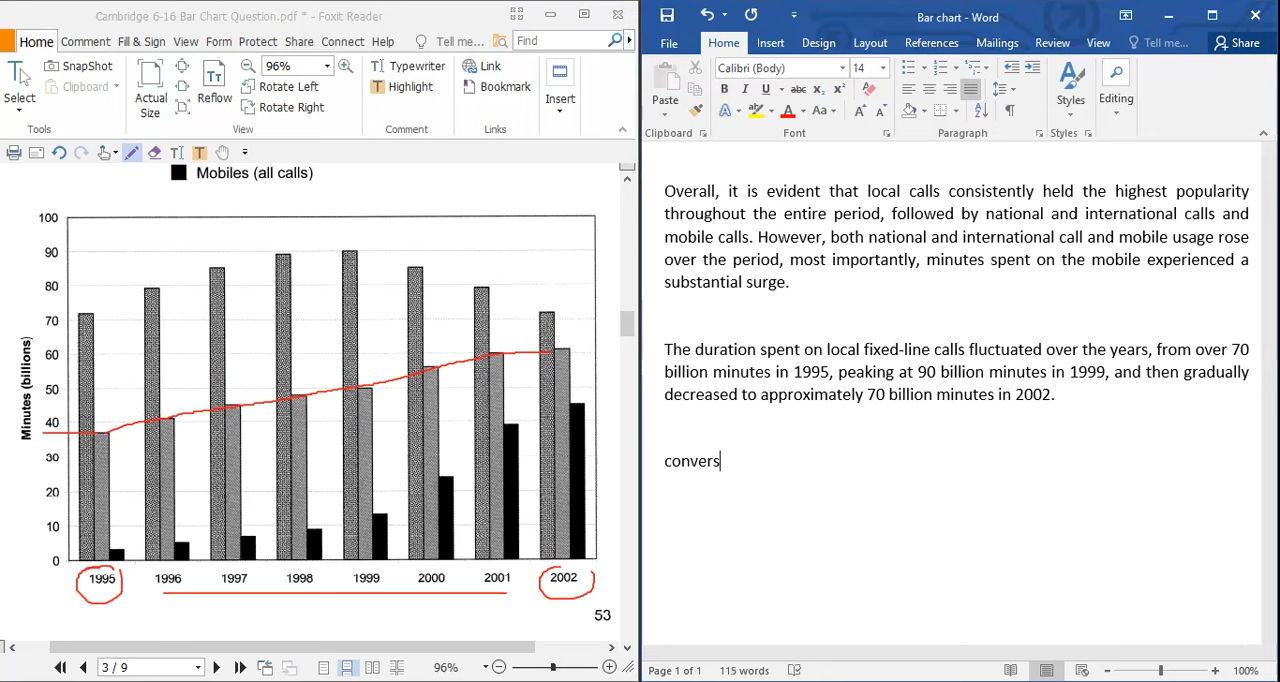 Cambridge 6-16 Bar Chart Question.pdf * - Foxit Reader
Home Comment Fill & Sign View Form Protect Share Connect Help Tell me... Find
Select
SnapShot
Clipboard
Actual Size
Reflow
96%
Rotate Left
Rotate Right
Typewriter
Highlight
Link
Bookmark
Insert
Tools View Comment Links
Mobiles (all calls)
Minutes (billions)
100
90
80
70
60
50
40
30
20
10
0
1995 1996 1997 1998 1999 2000 2001 2002
53
3 / 9 96%
Bar chart - Word
File Home Insert Design Layout References Mailings Review View Tell me... Share
Paste
Calibri (Body) 14
B I U abc x₂ x²
A A Aa A A
Styles
Editing
Clipboard Font Paragraph Styles
Overall, it is evident that local calls consistently held the highest popularity
throughout the entire period, followed by national and international calls and
mobile calls. However, both national and international call and mobile usage rose
over the period, most importantly, minutes spent on the mobile experienced a
substantial surge.
The duration spent on local fixed-line calls fluctuated over the years, from over 70
billion minutes in 1995, peaking at 90 billion minutes in 1999, and then gradually
decreased to approximately 70 billion minutes in 2002.
convers
Page 1 of 1 115 words 100%